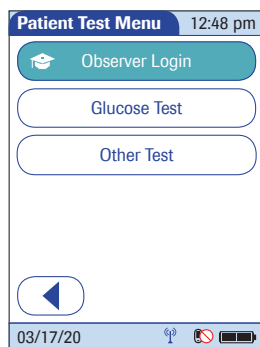 Patient Test Menu 12:48 pm
Observer Login
Glucose Test
Other Test
03/17/20